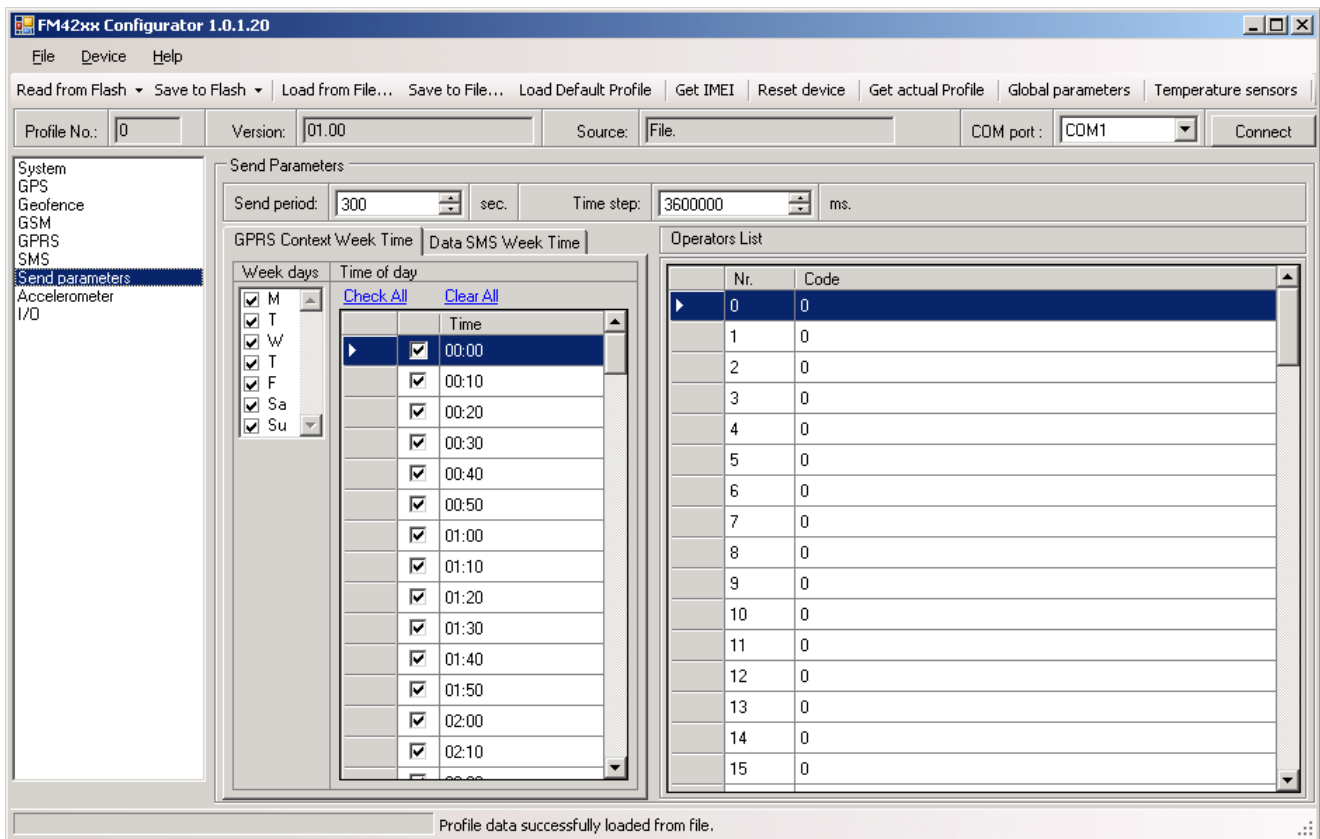 FM42xx Configurator 1.0.1.20
File Device Help
Read from Flash Save to Flash Load from File... Save to File... Load Default Profile Get IMEI Reset device Get actual Profile Global parameters Temperature sensors
Profile No.: 0 Version: 01.00 Source: File. COM port : COM1 Connect
System
GPS
Geofence
GSM
GPRS
SMS
Send parameters
Accelerometer
I/O
Send Parameters
Send period: 300 sec. Time step: 3600000 ms.
GPRS Context Week Time Data SMS Week Time
Week days
M
T
W
T
F
Sa
Su
Time of day
Check All Clear All
Time
00:00
00:10
00:20
00:30
00:40
00:50
01:00
01:10
01:20
01:30
01:40
01:50
02:00
02:10
Operators List
Nr. Code
0 0
1 0
2 0
3 0
4 0
5 0
6 0
7 0
8 0
9 0
10 0
11 0
12 0
13 0
14 0
15 0
Profile data successfully loaded from file.